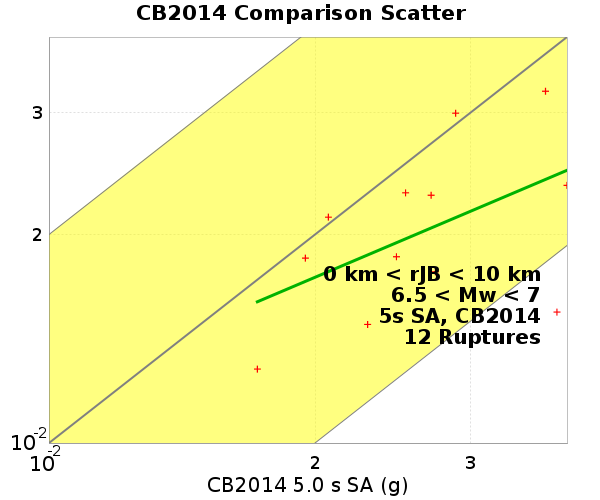 CB2014 Comparison Scatter
3
2
0 km < rJB < 10 km
6.5 < Mw < 7
5s SA, CB2014
12 Ruptures
10-2
10-2
2
3
CB2014 5.0 s SA (g)